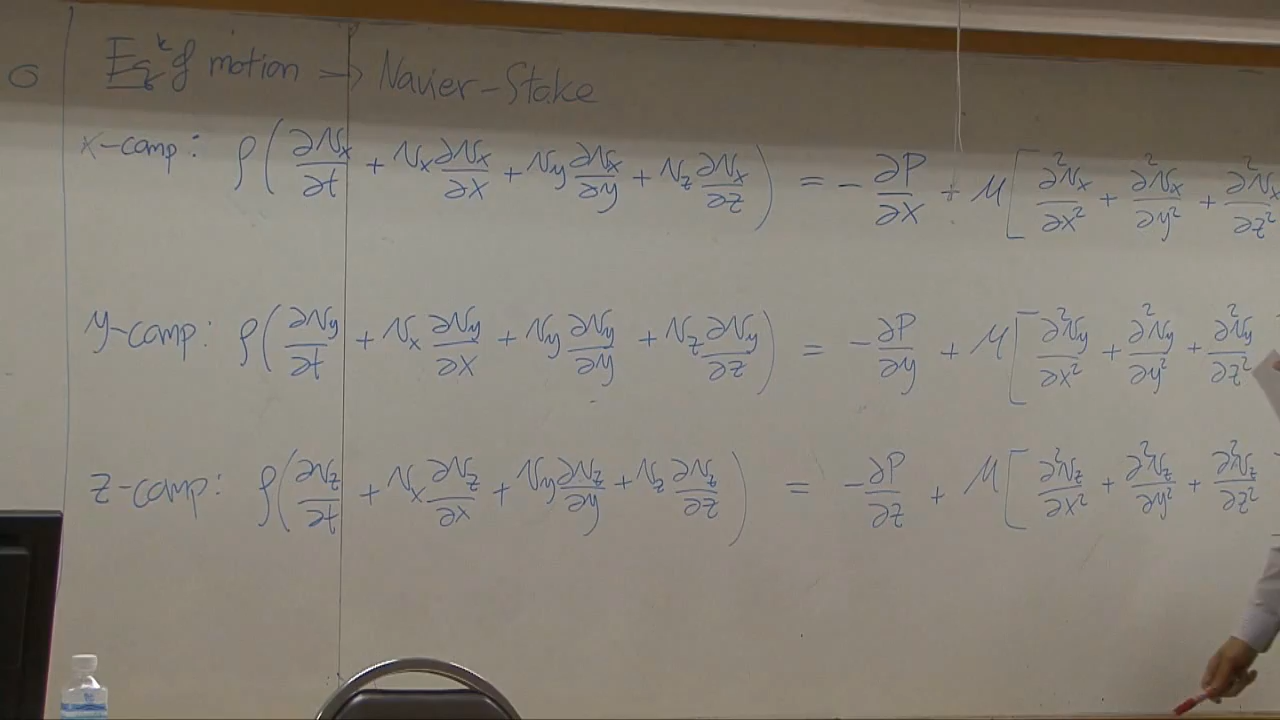 Eqⁿ of motion → Navier-Stoke
x-comp: ρ(∂Vx/∂t + Vx ∂Vx/∂x + Vy ∂Vx/∂y + Vz ∂Vx/∂z) = -∂P/∂x + μ[∂²Vx/∂x² + ∂²Vx/∂y² + ∂²Vx/∂z²
y-comp: ρ(∂Vy/∂t + Vx ∂Vy/∂x + Vy ∂Vy/∂y + Vz ∂Vy/∂z) = -∂P/∂y + μ[∂²Vy/∂x² + ∂²Vy/∂y² + ∂²Vy/∂z²
z-comp: ρ(∂Vz/∂t + Vx ∂Vz/∂x + Vy ∂Vz/∂y + Vz ∂Vz/∂z) = -∂P/∂z + μ[∂²Vz/∂x² + ∂²Vz/∂y² + ∂²Vz/∂z²